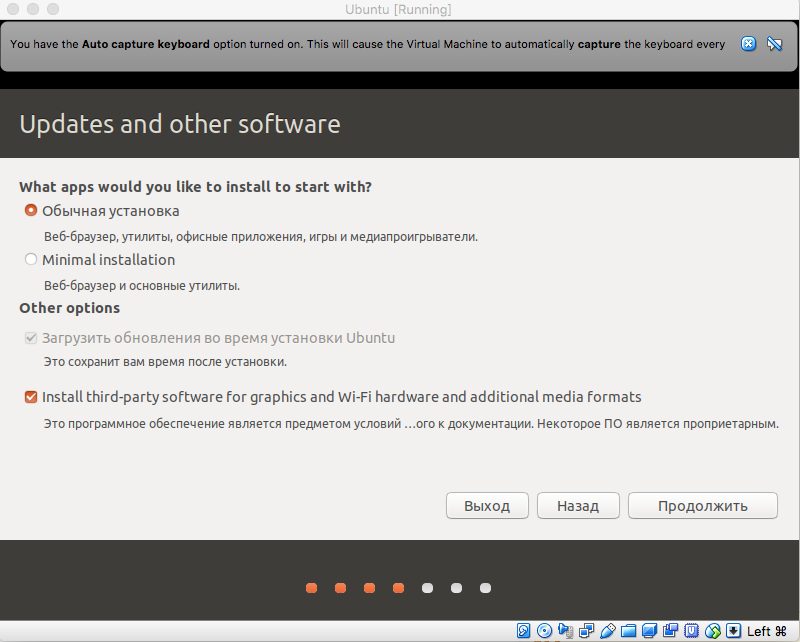 Ubuntu [Running]
You have the Auto capture keyboard option turned on. This will cause the Virtual Machine to automatically capture the keyboard every
Updates and other software
What apps would you like to install to start with?
Обычная установка
Веб-браузер, утилиты, офисные приложения, игры и медиапроигрыватели.
Minimal installation
Веб-браузер и основные утилиты.
Other options
Загрузить обновления во время установки Ubuntu
Это сохранит вам время после установки.
Install third-party software for graphics and Wi-Fi hardware and additional media formats
Это программное обеспечение является предметом условий …ого к документации. Некоторое ПО является проприетарным.
Выход Назад Продолжить
Left ⌘